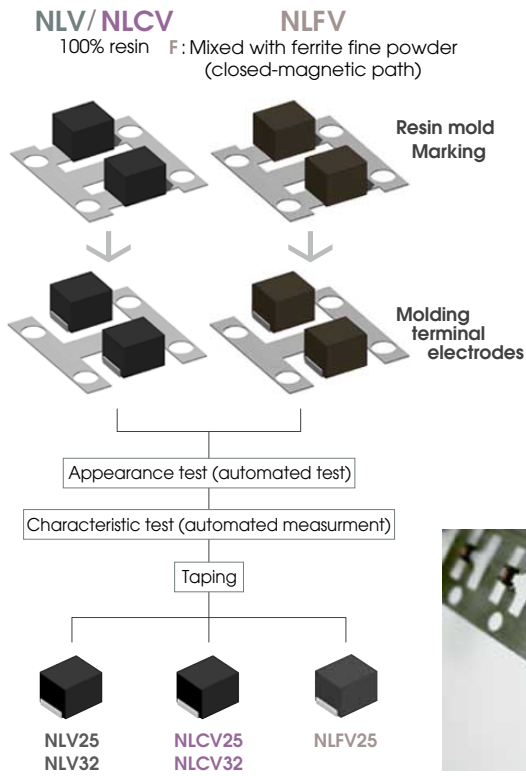 NLV/ NLCV
100% resin
NLFV
F: Mixed with ferrite fine powder
(closed-magnetic path)
Resin mold
Marking
Molding
terminal
electrodes
Appearance test (automated test)
Characteristic test (automated measurment)
Taping
NLV25
NLV32
NLCV25
NLCV32
NLFV25